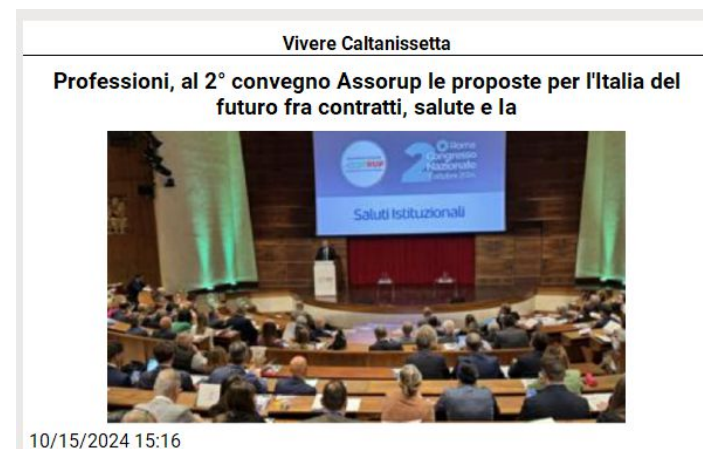 Vivere Caltanissetta
Professioni, al 2° convegno Assorup le proposte per l'Italia del
futuro fra contratti, salute e la
2° Roma
Congresso
Nazionale
Saluti Istituzionali
10/15/2024 15:16